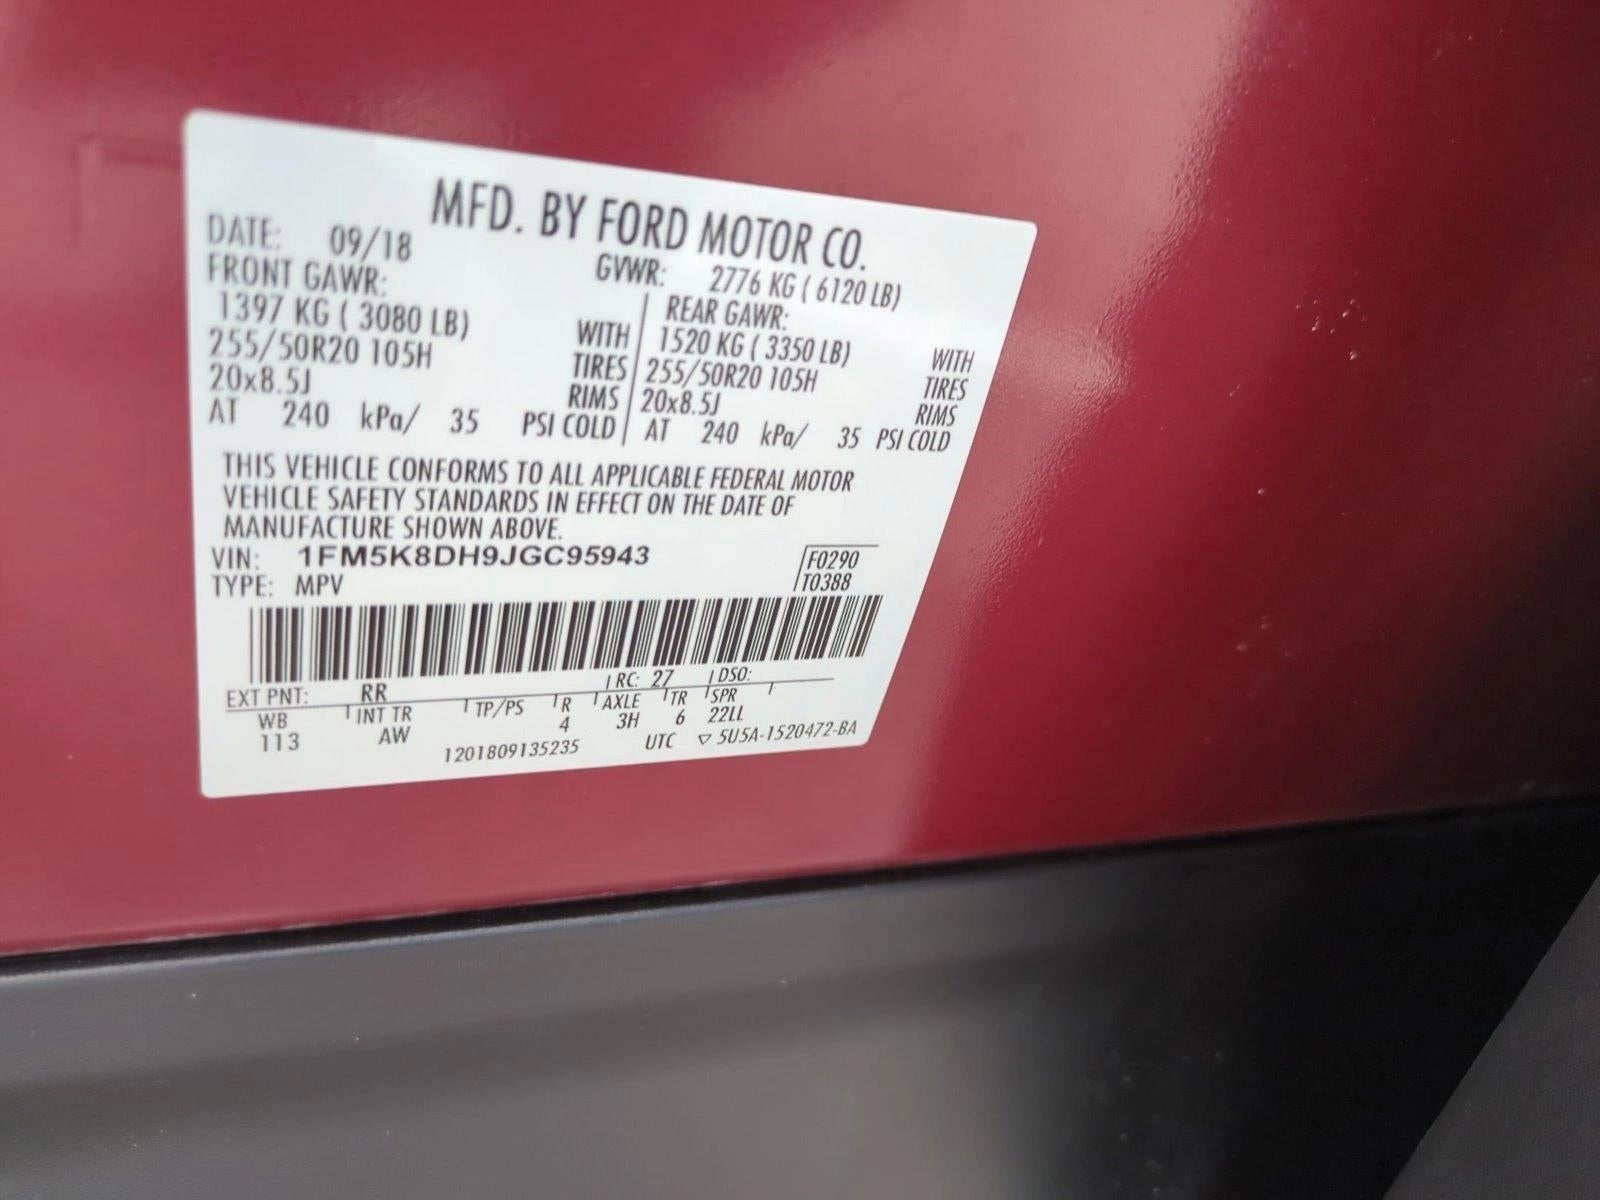 MFD. BY FORD MOTOR CO.
DATE: 09/18 GVWR: 2776 KG ( 6120 LB)
FRONT GAWR: REAR GAWR:
1397 KG ( 3080 LB) WITH 1520 KG ( 3350 LB) WITH
255/50R20 105H TIRES 255/50R20 105H TIRES
20x8.5J RIMS 20x8.5J RIMS
AT 240 kPa/ 35 PSI COLD AT 240 kPa/ 35 PSI COLD
THIS VEHICLE CONFORMS TO ALL APPLICABLE FEDERAL MOTOR
VEHICLE SAFETY STANDARDS IN EFFECT ON THE DATE OF
MANUFACTURE SHOWN ABOVE.
VIN: 1FM5K8DH9JGC95943 F0290
TYPE: MPV T0388
EXT PNT: RR RC: 27 DSO:
WB INT TR TP/PS R AXLE TR SPR
113 AW 4 3H 6 22LL
1201809135235 UTC ▽ 5U5A-1520472-BA